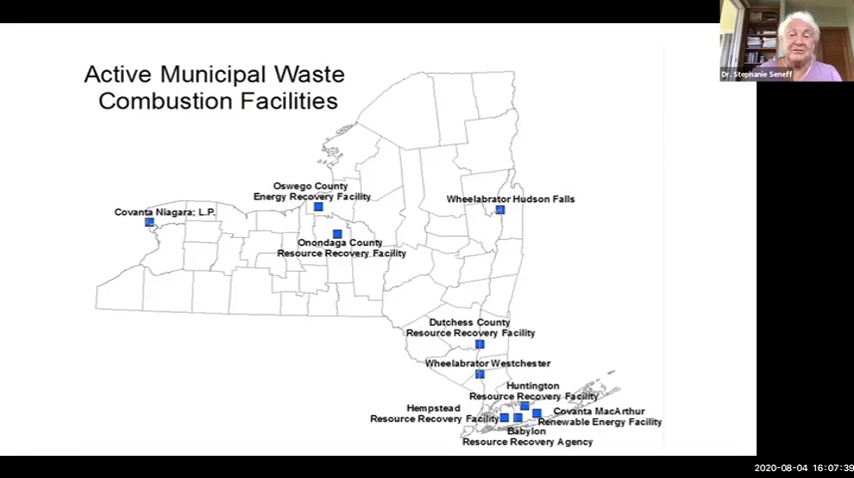 Dr. Stephanie Seneff
Active Municipal Waste
Combustion Facilities
Oswego County
Energy Recovery Facility
Wheelabrator Hudson Falls
Covanta Niagara; L.P.
Onondaga County
Resource Recovery Facility
Dutchess County
Resource Recovery Facility
Wheelabrator Westchester
Huntington
Resource Recovery Facility
Hempstead
Resource Recovery Facility
Covanta MacArthur
Renewable Energy Facility
Babylon
Resource Recovery Agency
2020-08-04 16:07:39